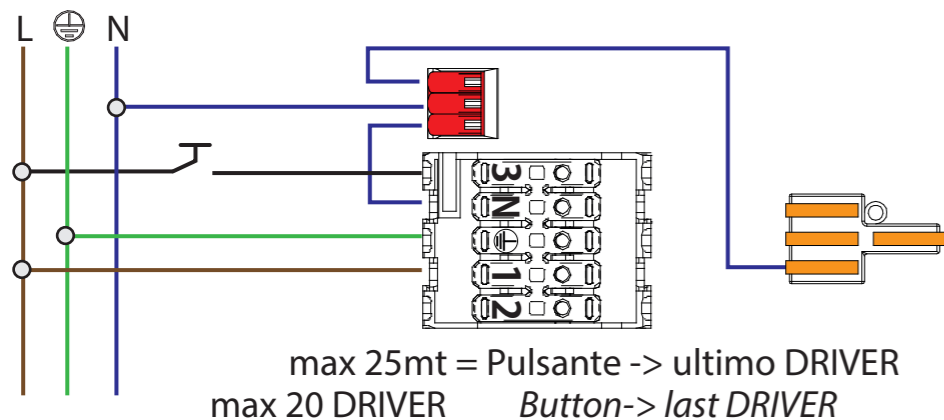 L N
3
N
1
2
max 25mt = Pulsante -> ultimo DRIVER
max 20 DRIVER Button-> last DRIVER